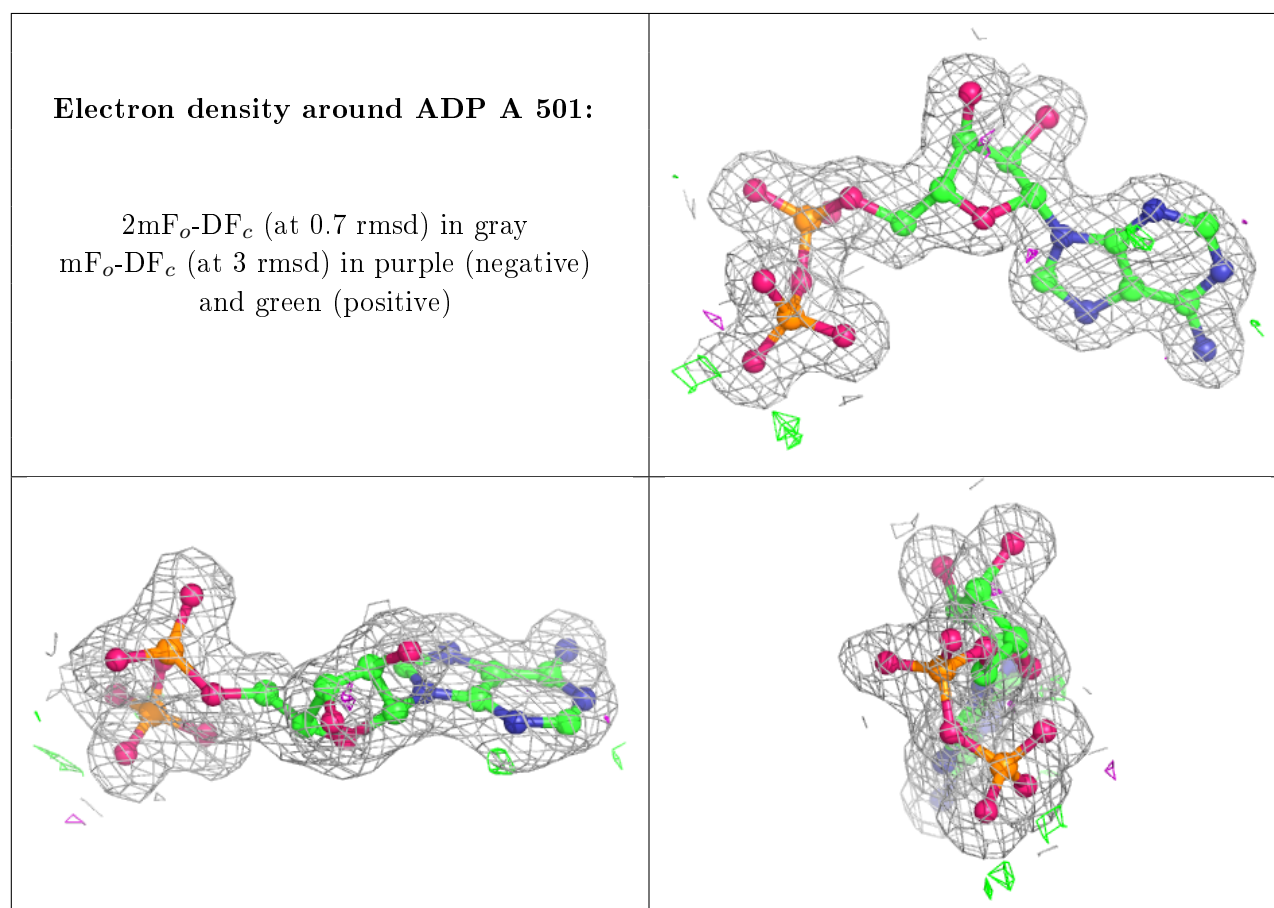 Electron density around ADP A 501:
2mFo-DFc (at 0.7 rmsd) in gray
mFo-DFc (at 3 rmsd) in purple (negative)
and green (positive)